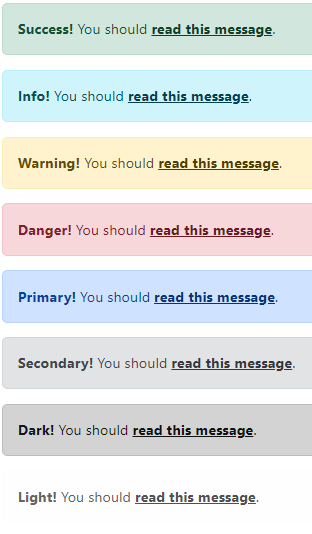 Success! You should read this message.
Info! You should read this message.
Warning! You should read this message.
Danger! You should read this message.
Primary! You should read this message.
Secondary! You should read this message.
Dark! You should read this message.
Light! You should read this message.